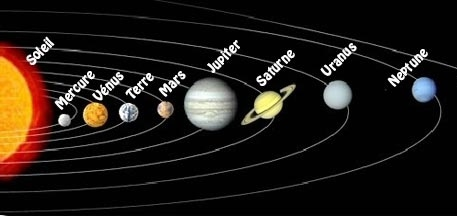 Soleil
Mercure
Vénus
Terre
Mars
Jupiter
Saturne
Uranus
Neptune